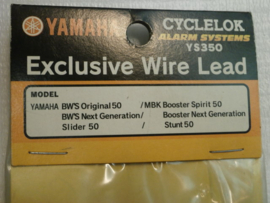 YAMAHA CYCLELOK
ALARM SYSTEMS
YS350
Exclusive Wire Lead
MODEL
YAMAHA BW'S Original 50 / MBK Booster Spirit 50
BW'S Next Generation / Booster Next Generation
Slider 50 / Stunt 50